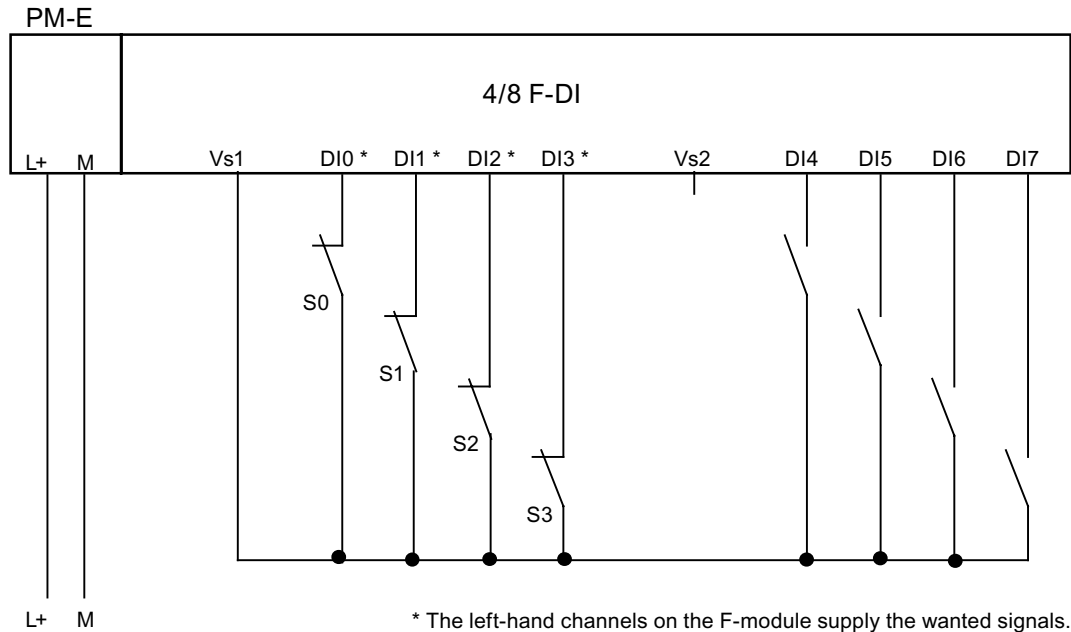 PM-E
4/8 F-DI
L+ M Vs1 DI0 * DI1 * DI2 * DI3 * Vs2 DI4 DI5 DI6 DI7
S0
S1
S2
S3
L+ M * The left-hand channels on the F-module supply the wanted signals.